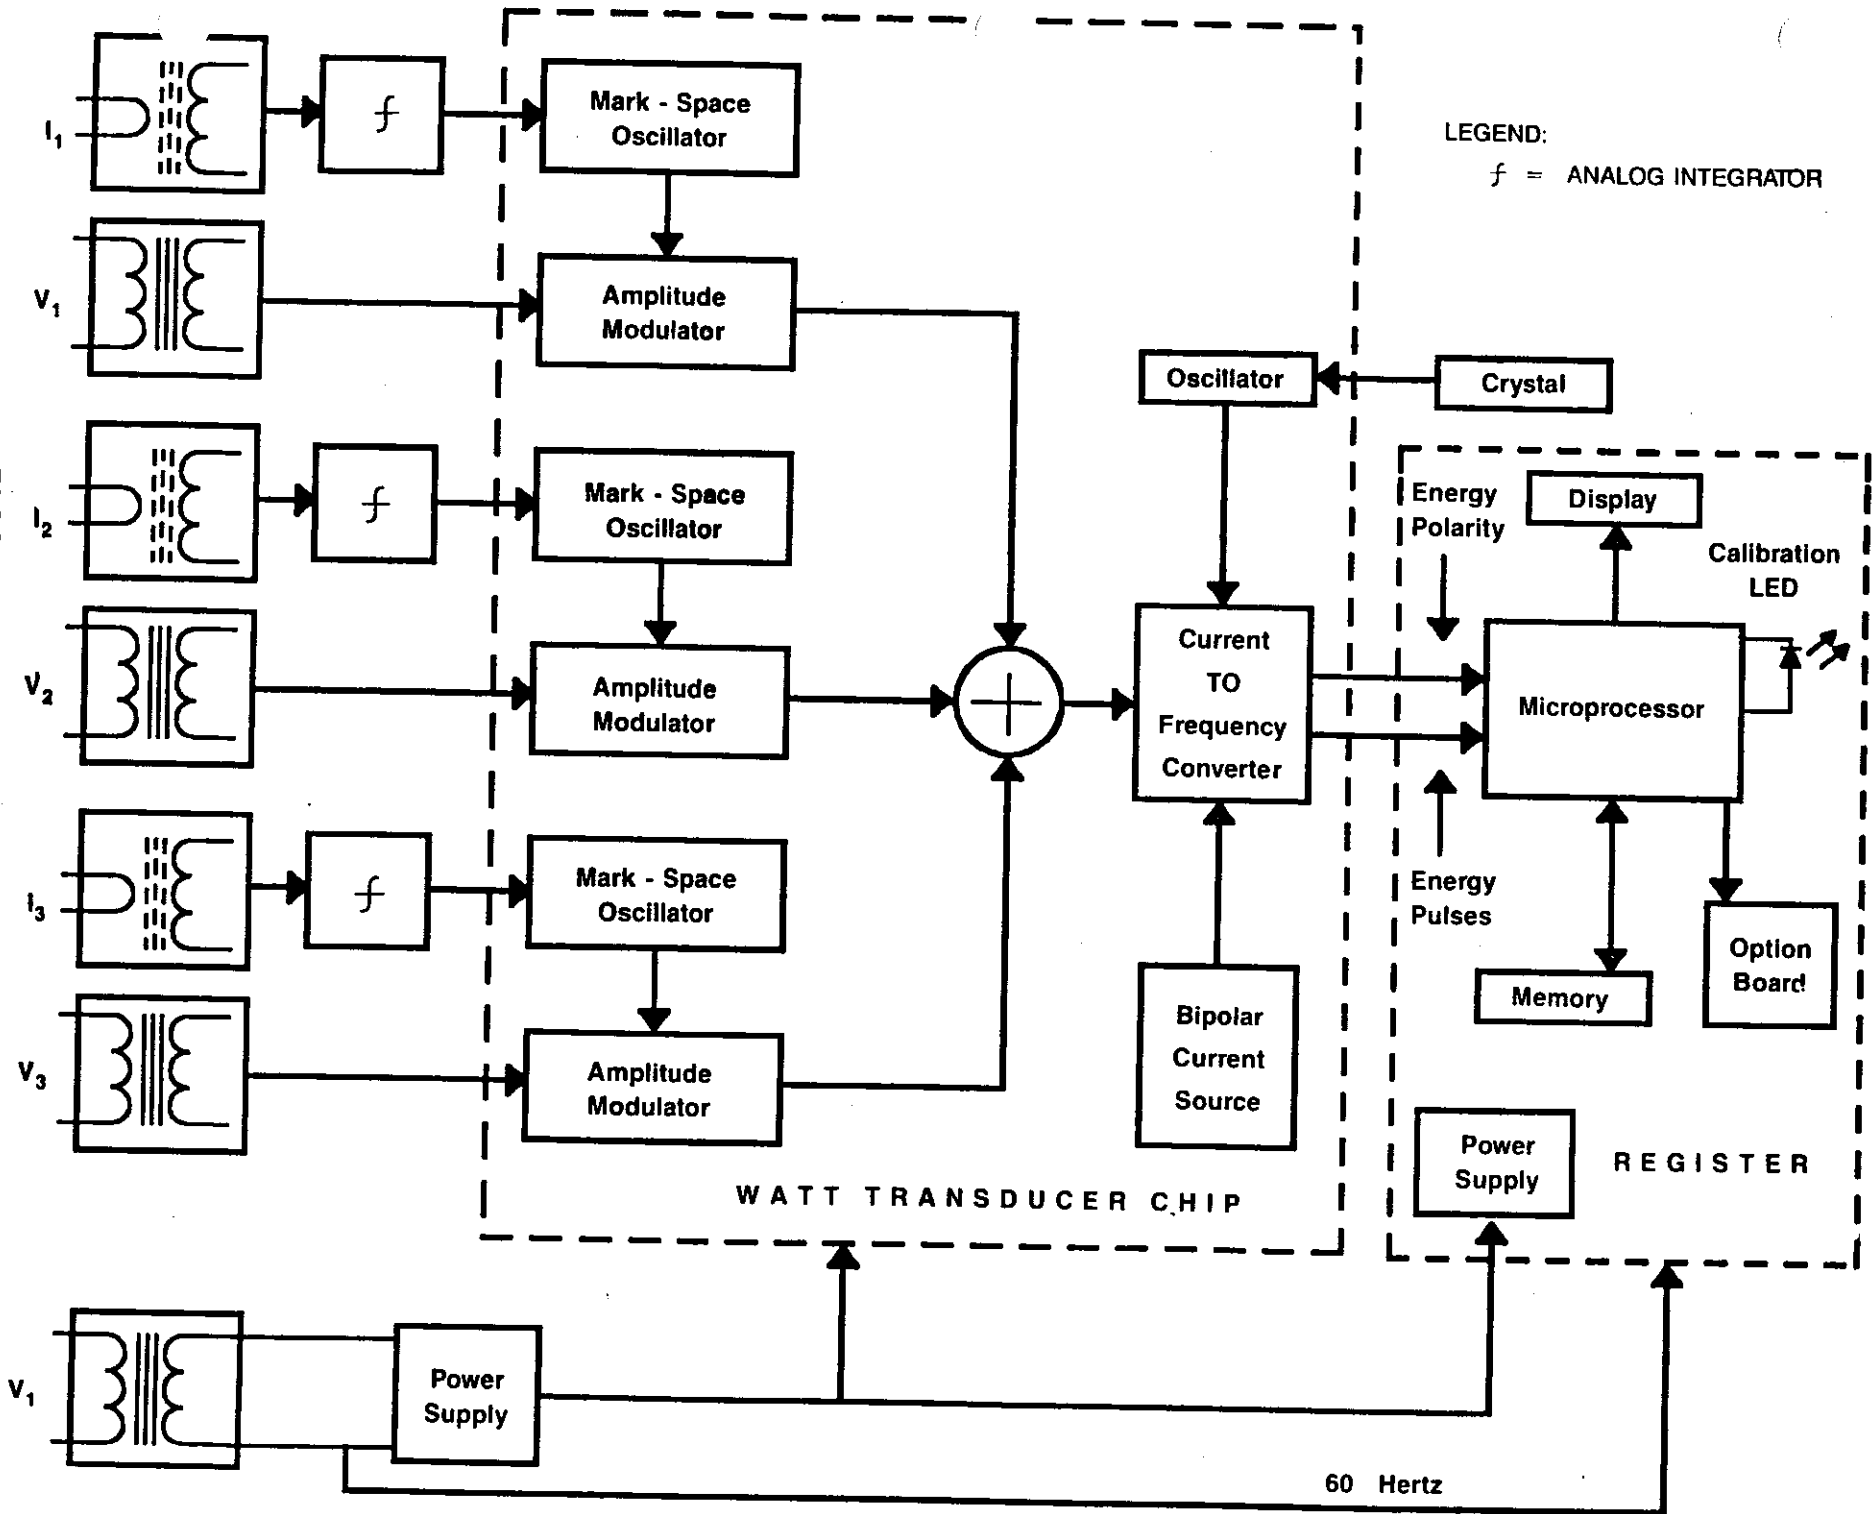 I1
ƒ
Mark - Space
Oscillator
LEGEND:
ƒ = ANALOG INTEGRATOR
V1
Amplitude
Modulator
Oscillator
Crystal
I2
ƒ
Mark - Space
Oscillator
Energy
Polarity
Display
Calibration
LED
V2
Amplitude
Modulator
Current
TO
Frequency
Converter
Microprocessor
I3
ƒ
Mark - Space
Oscillator
Energy
Pulses
Memory
Option
Board
V3
Amplitude
Modulator
Bipolar
Current
Source
Power
Supply
REGISTER
WATT TRANSDUCER CHIP
V1
Power
Supply
60 Hertz